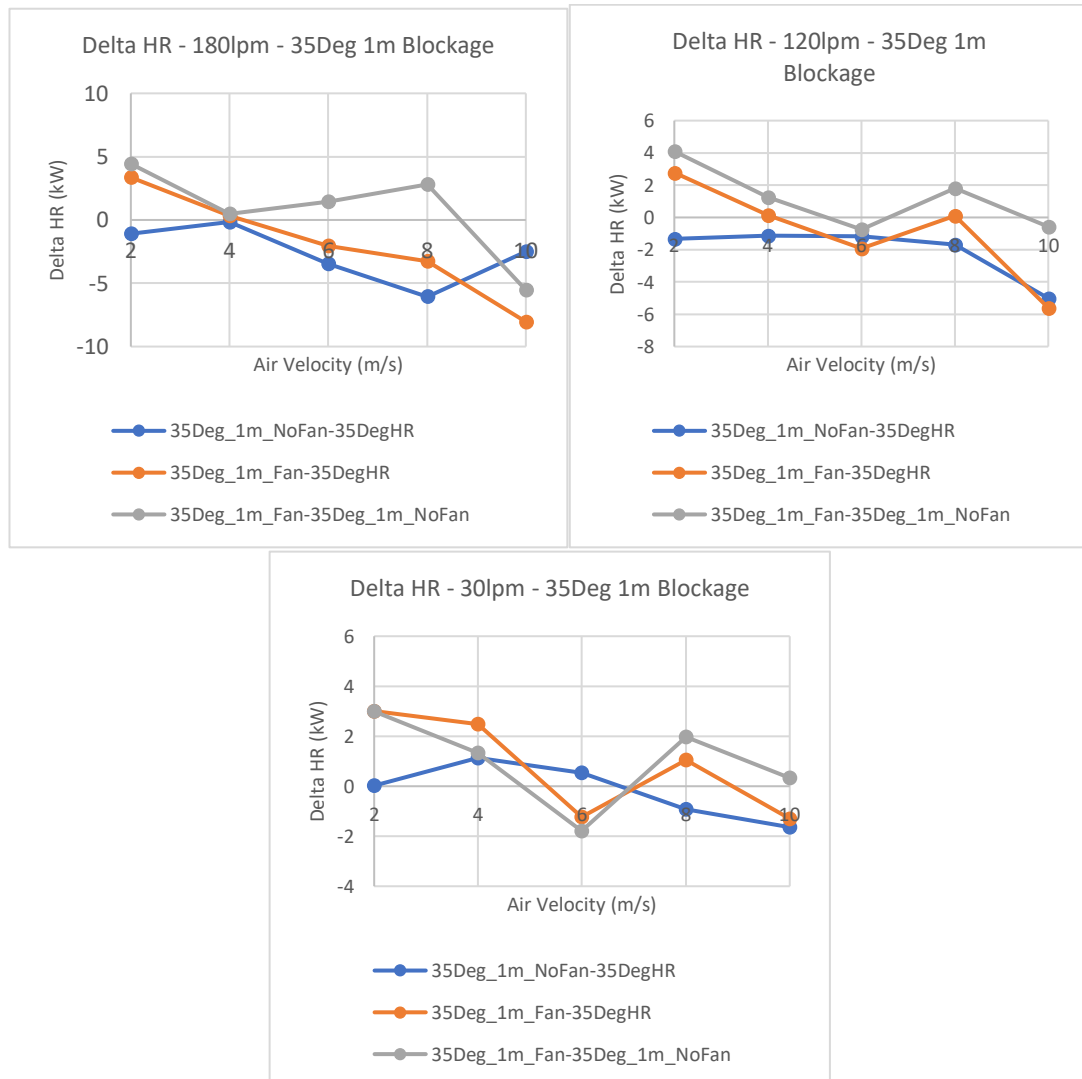 Delta HR - 180lpm - 35Deg 1m Blockage
10
5
0
-5
-10
2
4
6
8
10
Delta HR (kW)
Air Velocity (m/s)
35Deg_1m_NoFan-35DegHR
35Deg_1m_Fan-35DegHR
35Deg_1m_Fan-35Deg_1m_NoFan
Delta HR - 120lpm - 35Deg 1m
Blockage
6
4
2
0
-2
-4
-6
-8
2
4
6
8
10
Delta HR (kW)
Air Velocity (m/s)
35Deg_1m_NoFan-35DegHR
35Deg_1m_Fan-35DegHR
35Deg_1m_Fan-35Deg_1m_NoFan
Delta HR - 30lpm - 35Deg 1m Blockage
6
4
2
0
-2
-4
2
4
6
8
10
Delta HR (kW)
Air Velocity (m/s)
35Deg_1m_NoFan-35DegHR
35Deg_1m_Fan-35DegHR
35Deg_1m_Fan-35Deg_1m_NoFan